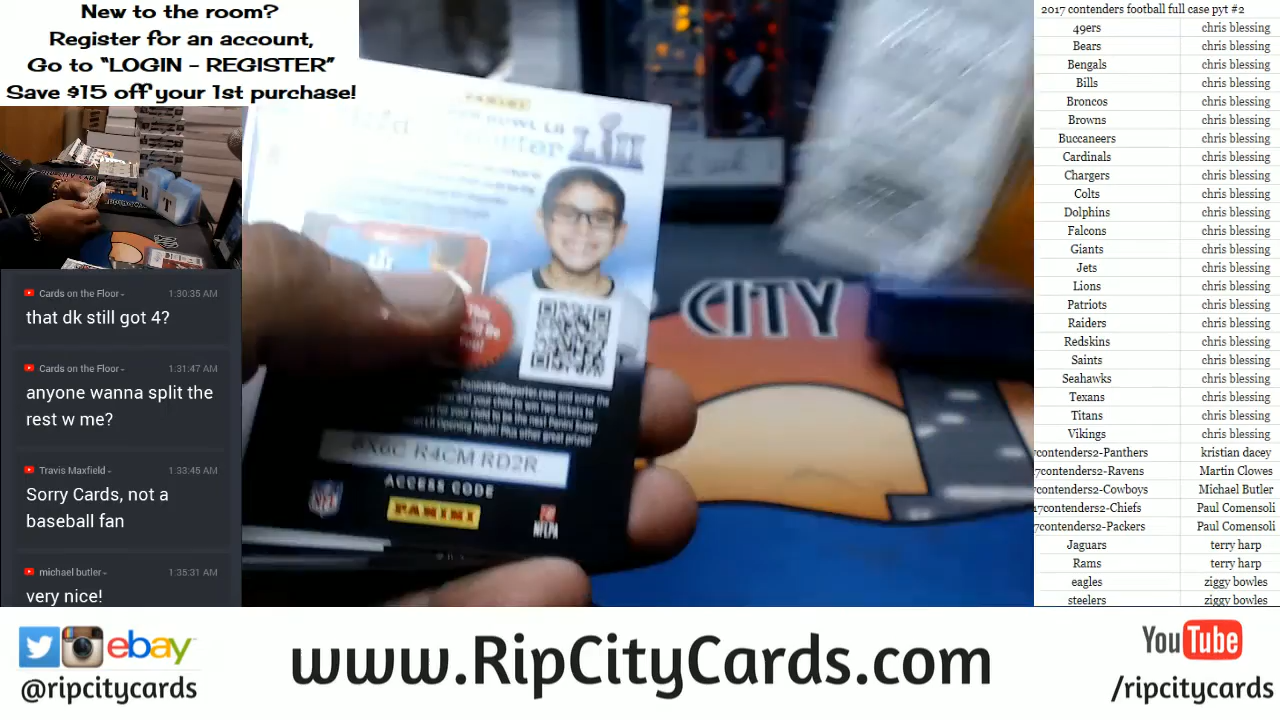 New to the room?
Register for an account,
Go to "LOGIN - REGISTER"
Save $15 off your 1st purchase!
Cards on the Floor
1:30:35 AM
that dk still got 4?
Cards on the Floor
1:31:47 AM
anyone wanna split the
rest w me?
Travis Maxfield
1:33:45 AM
Sorry Cards, not a
baseball fan
michael butler
1:35:31 AM
very nice!
PANINI
LII
R4CM RD2R
ACCESS CODE
PANINI
NFL
NFLPA
CITY
2017 contenders football full case pyt #2
49ers chris blessing
Bears chris blessing
Bengals chris blessing
Bills chris blessing
Broncos chris blessing
Browns chris blessing
Buccaneers chris blessing
Cardinals chris blessing
Chargers chris blessing
Colts chris blessing
Dolphins chris blessing
Falcons chris blessing
Giants chris blessing
Jets chris blessing
Lions chris blessing
Patriots chris blessing
Raiders chris blessing
Redskins chris blessing
Saints chris blessing
Seahawks chris blessing
Texans chris blessing
Titans chris blessing
Vikings chris blessing
contenders2-Panthers kristian dacey
7contenders2-Ravens Martin Clowes
contenders2-Cowboys Michael Butler
17contenders2-Chiefs Paul Comensoli
contenders2-Packers Paul Comensoli
Jaguars terry harp
Rams terry harp
eagles ziggy bowles
steelers ziggy bowles
ebay
@ripcitycards
www.RipCityCards.com
YouTube
/ripcitycards